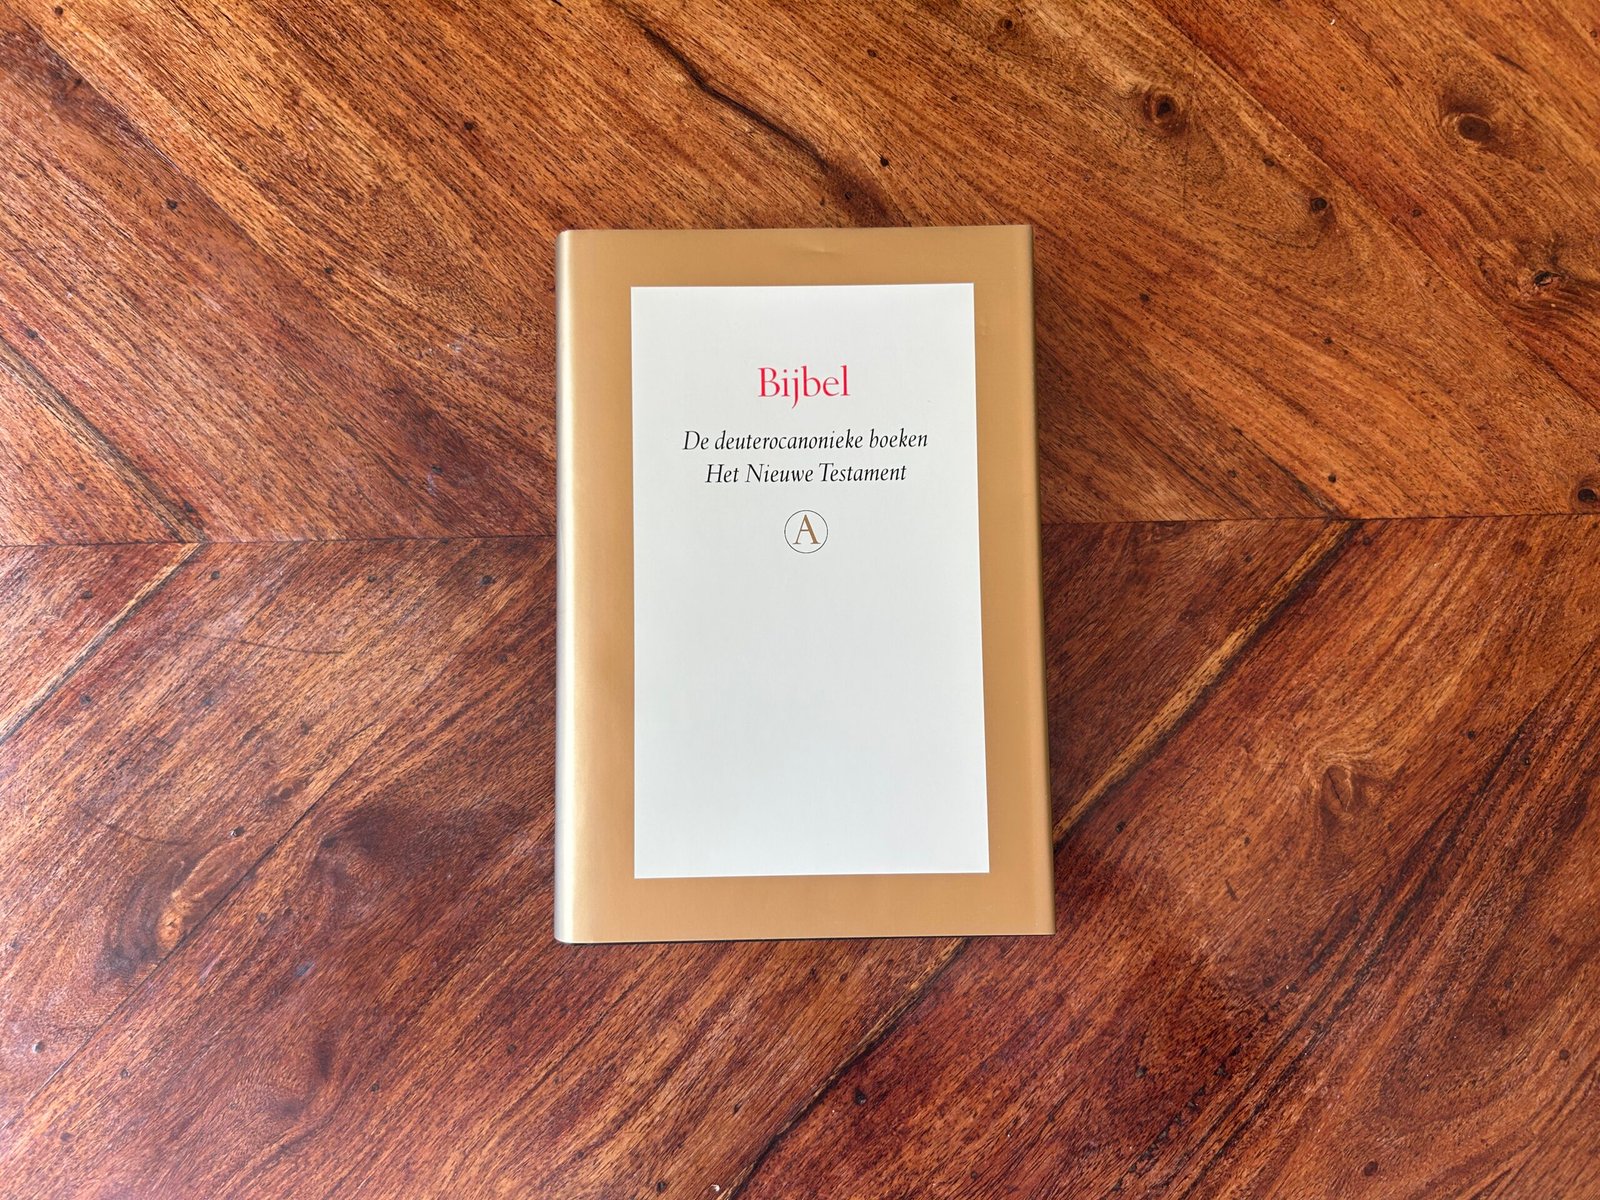 Bijbel
De deuterocanonieke boeken
Het Nieuwe Testament
A